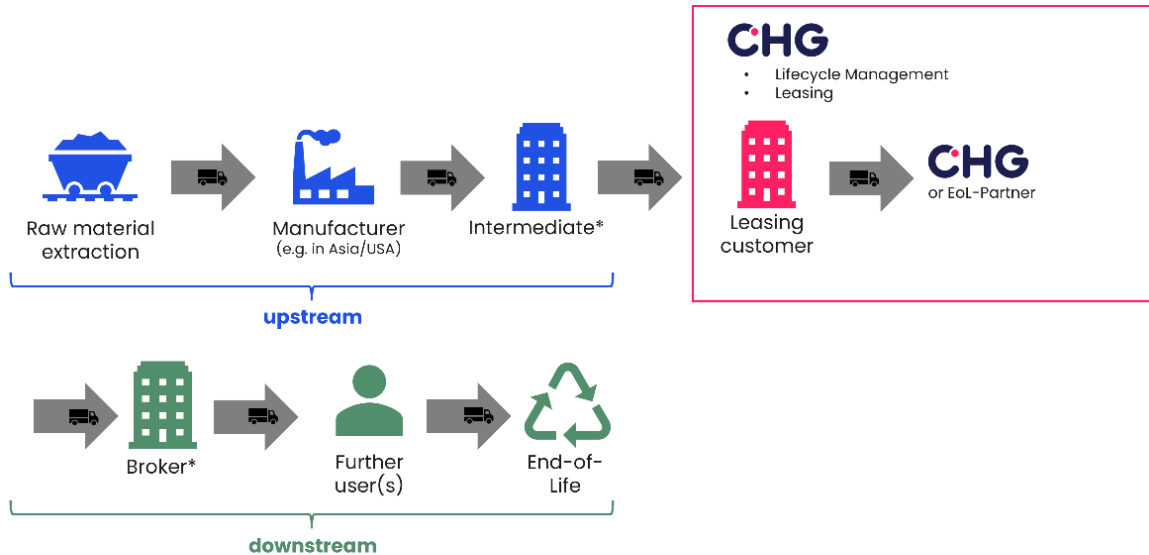 CHG
• Lifecycle Management
• Leasing
Raw material
extraction
Manufacturer
(e.g. in Asia/USA)
Intermediate*
Leasing
customer
CHG
or EoL-Partner
upstream
Broker*
Further
user(s)
End-of-
Life
downstream